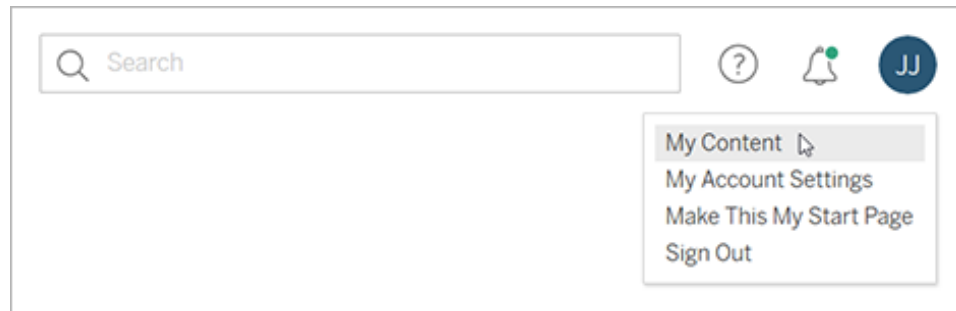 Search
?
JJ
My Content
My Account Settings
Make This My Start Page
Sign Out